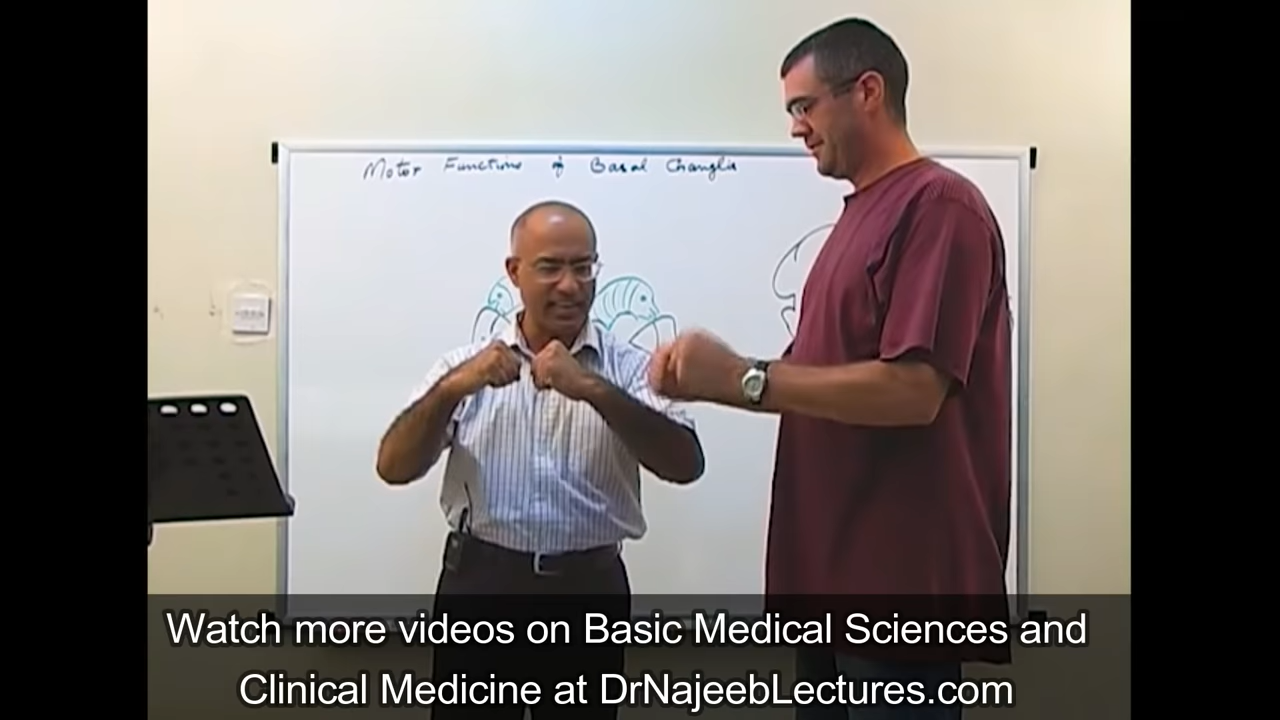 Motor Functions of Basal Ganglia
Watch more videos on Basic Medical Sciences and
Clinical Medicine at DrNajeebLectures.com